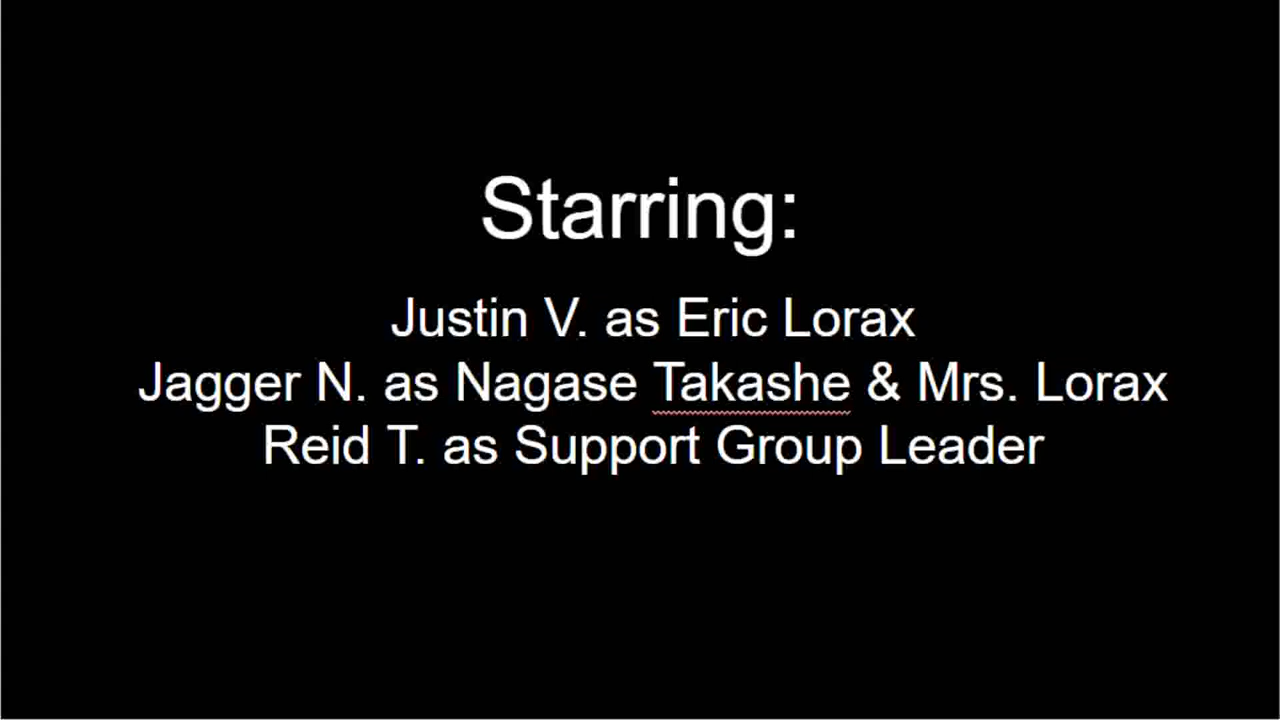 Starring:
Justin V. as Eric Lorax
Jagger N. as Nagase Takashe & Mrs. Lorax
Reid T. as Support Group Leader